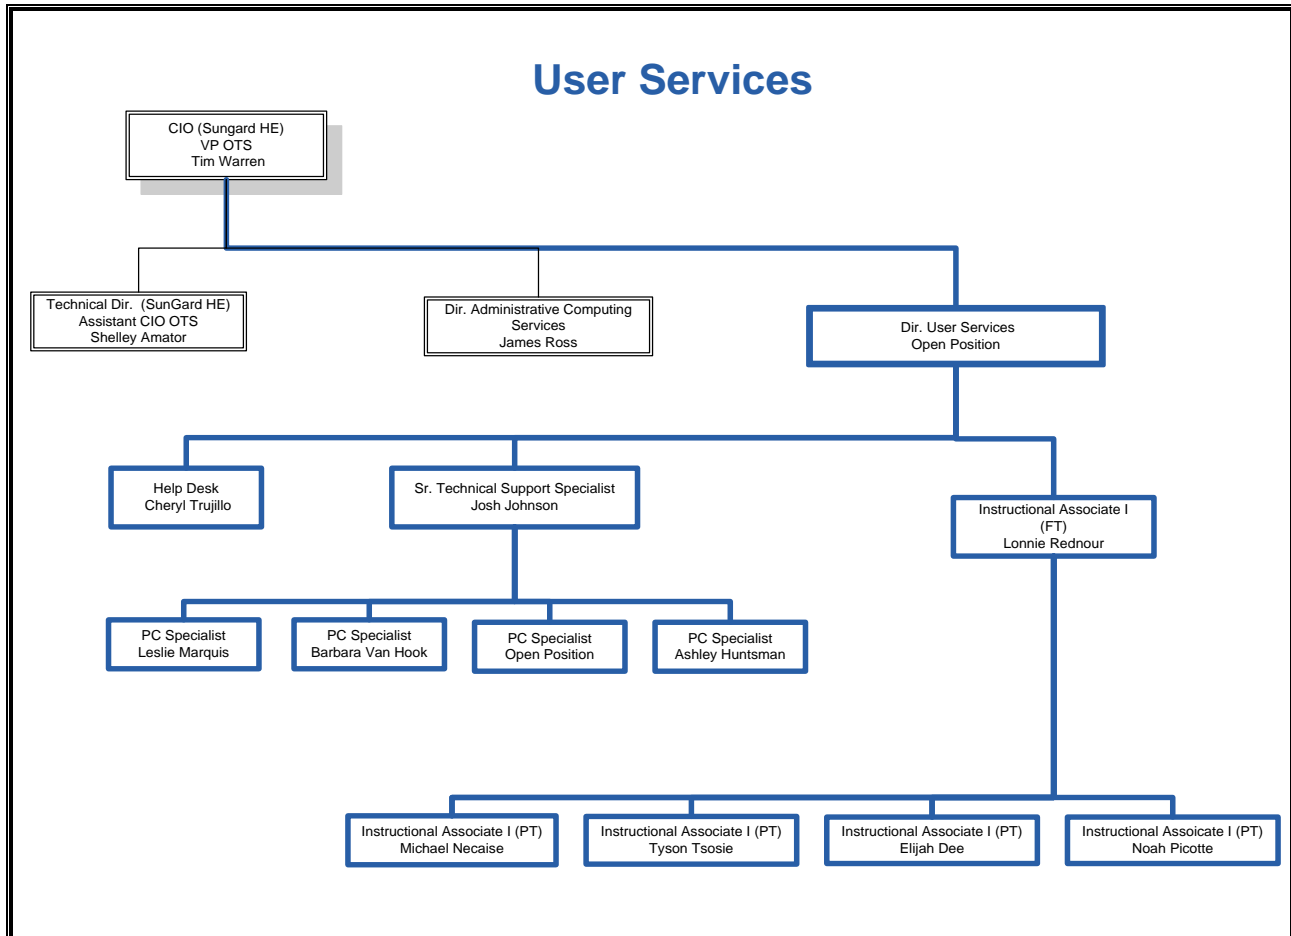 User Services
CIO (Sungard HE)
VP OTS
Tim Warren
Technical Dir. (SunGard HE)
Assistant CIO OTS
Shelley Amator
Dir. Administrative Computing
Services
James Ross
Dir. User Services
Open Position
Help Desk
Cheryl Trujillo
Sr. Technical Support Specialist
Josh Johnson
Instructional Associate I
(FT)
Lonnie Rednour
PC Specialist
Leslie Marquis
PC Specialist
Barbara Van Hook
PC Specialist
Open Position
PC Specialist
Ashley Huntsman
Instructional Associate I (PT)
Michael Necaise
Instructional Associate I (PT)
Tyson Tsosie
Instructional Associate I (PT)
Elijah Dee
Instructional Assoicate I (PT)
Noah Picotte